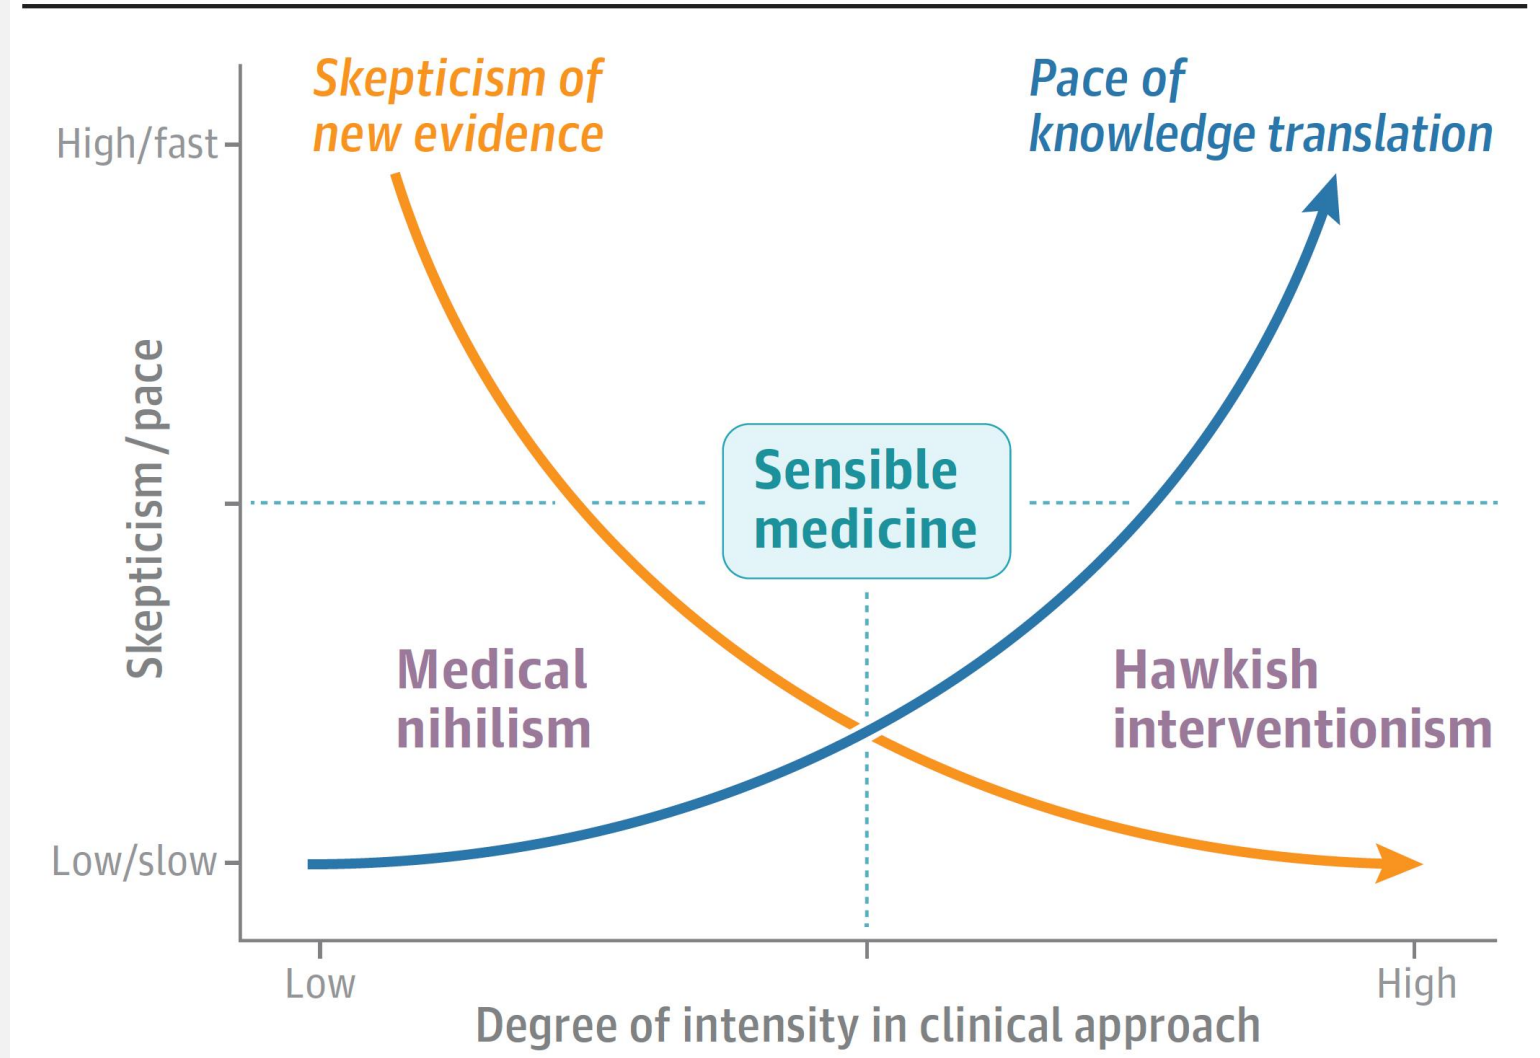 Skepticism of
new evidence
Pace of
knowledge translation
High/fast
Skepticism/pace
Sensible
medicine
Medical
nihilism
Hawkish
interventionism
Low/slow
Low
High
Degree of intensity in clinical approach